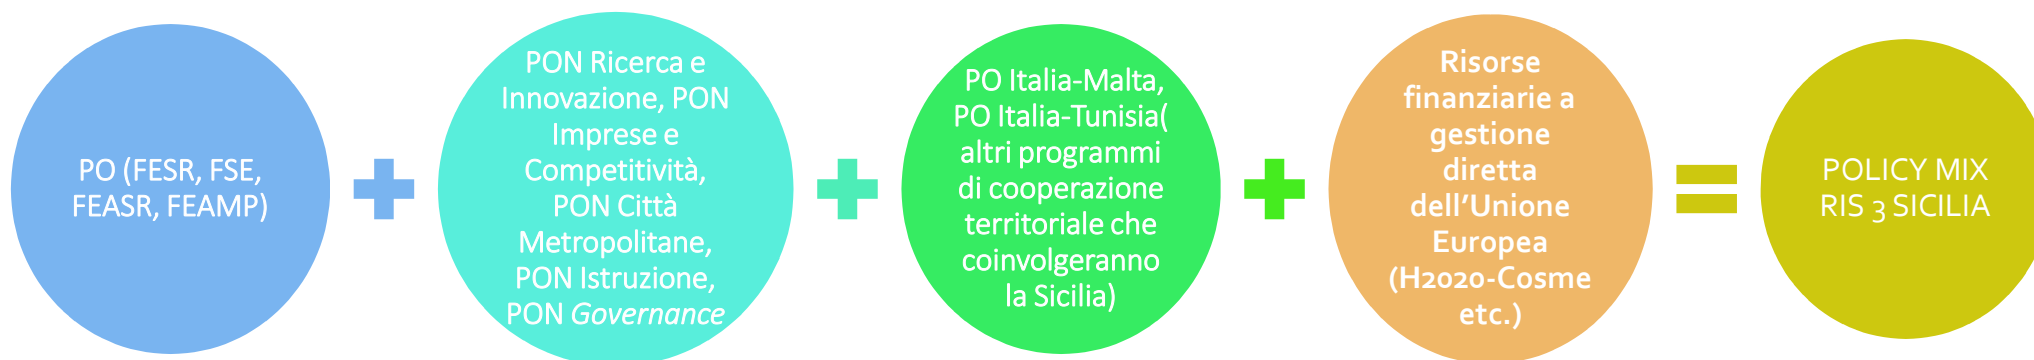 PO (FESR, FSE,
FEASR, FEAMP)
PON Ricerca e
Innovazione, PON
Imprese e
Competitività,
PON Città
Metropolitane,
PON Istruzione,
PON Governance
PO Italia-Malta,
PO Italia-Tunisia(
altri programmi
di cooperazione
territoriale che
coinvolgeranno
la Sicilia)
Risorse
finanziarie a
gestione
diretta
dell’Unione
Europea
(H2020-Cosme
etc.)
POLICY MIX
RIS 3 SICILIA